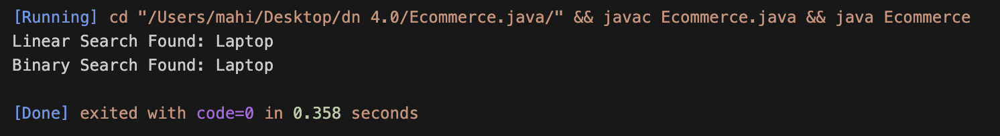 [Running] cd "/Users/mahi/Desktop/dn 4.0/Ecommerce.java/" && javac Ecommerce.java && java Ecommerce
Linear Search Found: Laptop
Binary Search Found: Laptop
[Done] exited with code=0 in 0.358 seconds